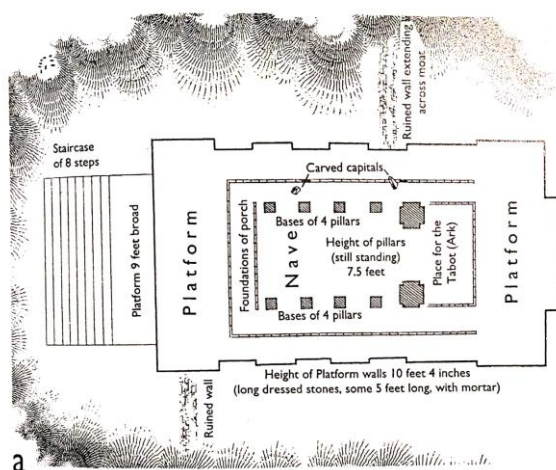 Ruined wall extending
across moat
Staircase
of 8 steps
Carved capitals
Platform 9 feet broad
Platform
Foundations of porch
Bases of 4 pillars
Nave
Height of pillars
(still standing)
7.5 feet
Place for the
Tabot (Ark)
Platform
Bases of 4 pillars
Height of Platform walls 10 feet 4 inches
(long dressed stones, some 5 feet long, with mortar)
Ruined wall
a